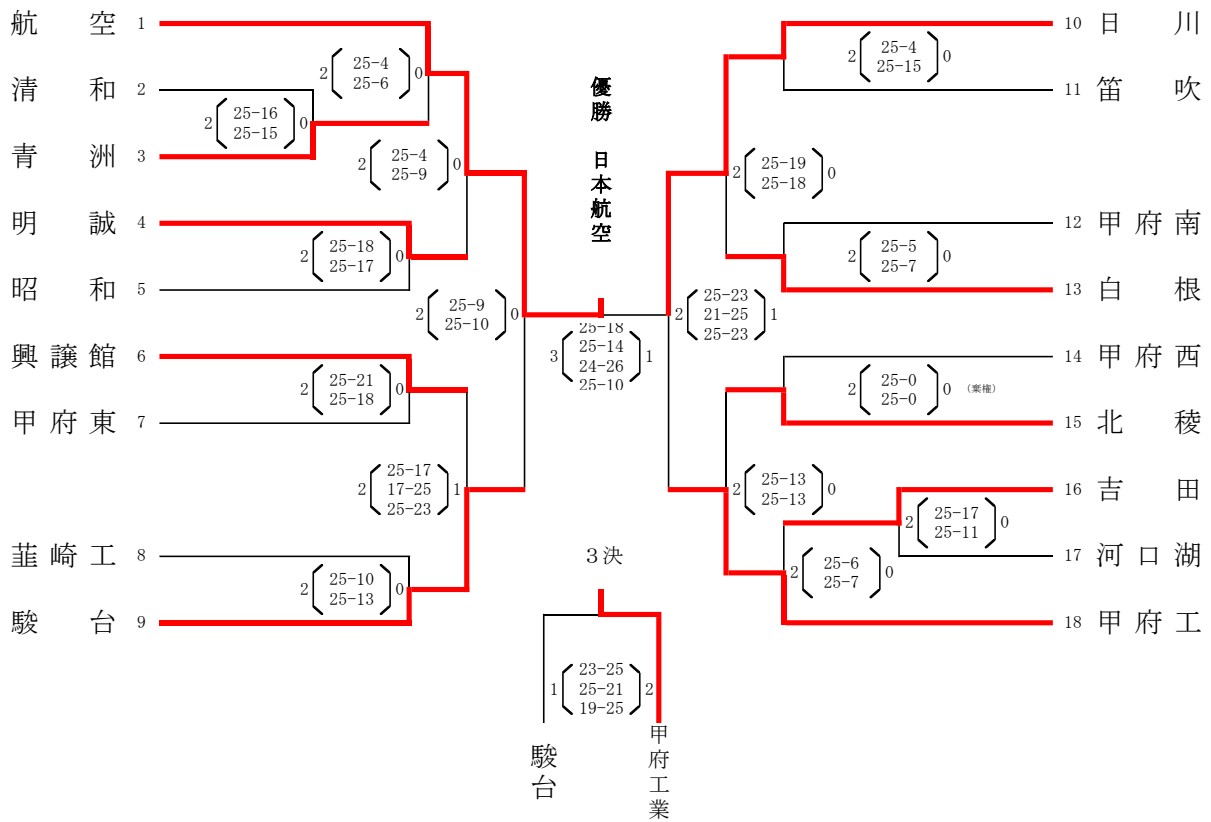 航空 1
清和 2
青洲 3
明誠 4
昭和 5
興譲館 6
甲府東 7
韮崎工 8
駿台 9
2 25-4 0
25-6
2 25-16 0
25-15
2 25-4 0
25-9
2 25-18 0
25-17
2 25-9 0
25-10
2 25-21 0
25-18
2 25-17 1
17-25
25-23
2 25-10 0
25-13
優勝 日本航空
25-18
3 25-14 1
24-26
25-10
3決
23-25
1 25-21 2
19-25
駿台
甲府工業
10 日川
11 笛吹
12 甲府南
13 白根
14 甲府西
15 北稜
16 吉田
17 河口湖
18 甲府工
2 25-4 0
25-15
2 25-19 0
25-18
2 25-5 0
25-7
2 25-23 1
21-25
25-23
2 25-0 0 (棄権)
25-0
2 25-13 0
25-13
2 25-17 0
25-11
2 25-6 0
25-7